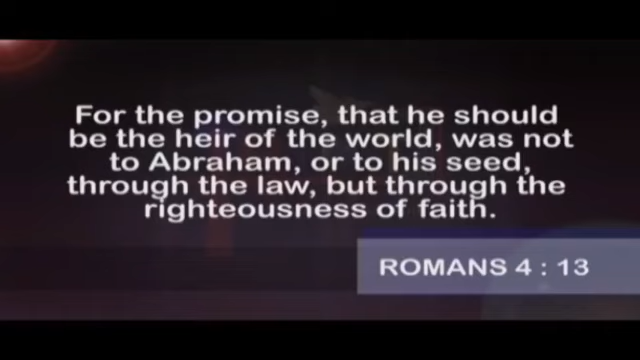 For the promise, that he should
be the heir of the world, was not
to Abraham, or to his seed,
through the law, but through the
righteousness of faith.
ROMANS 4 : 13